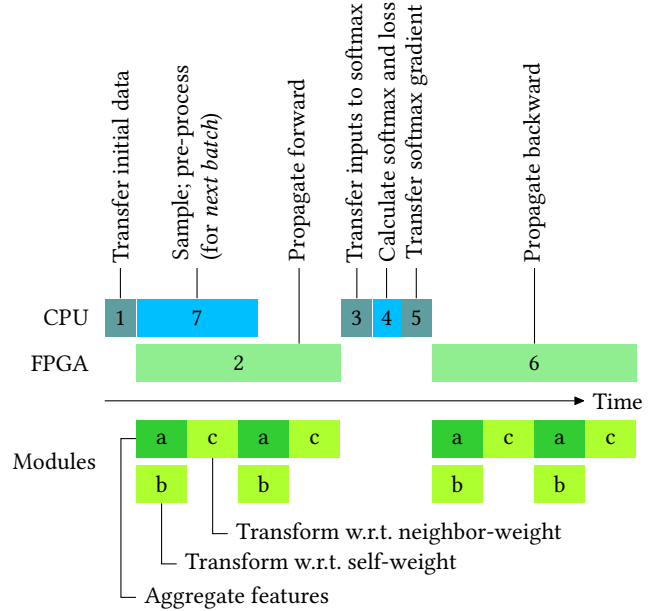 Transfer initial data
Sample; pre-process
(for next batch)
Propagate forward
Transfer inputs to softmax
Calculate softmax and loss
Transfer softmax gradient
Propagate backward
CPU 1 7 3 4 5
FPGA 2 6
Time
a c a c a c a c
Modules
b b b b
Transform w.r.t. neighbor-weight
Transform w.r.t. self-weight
Aggregate features